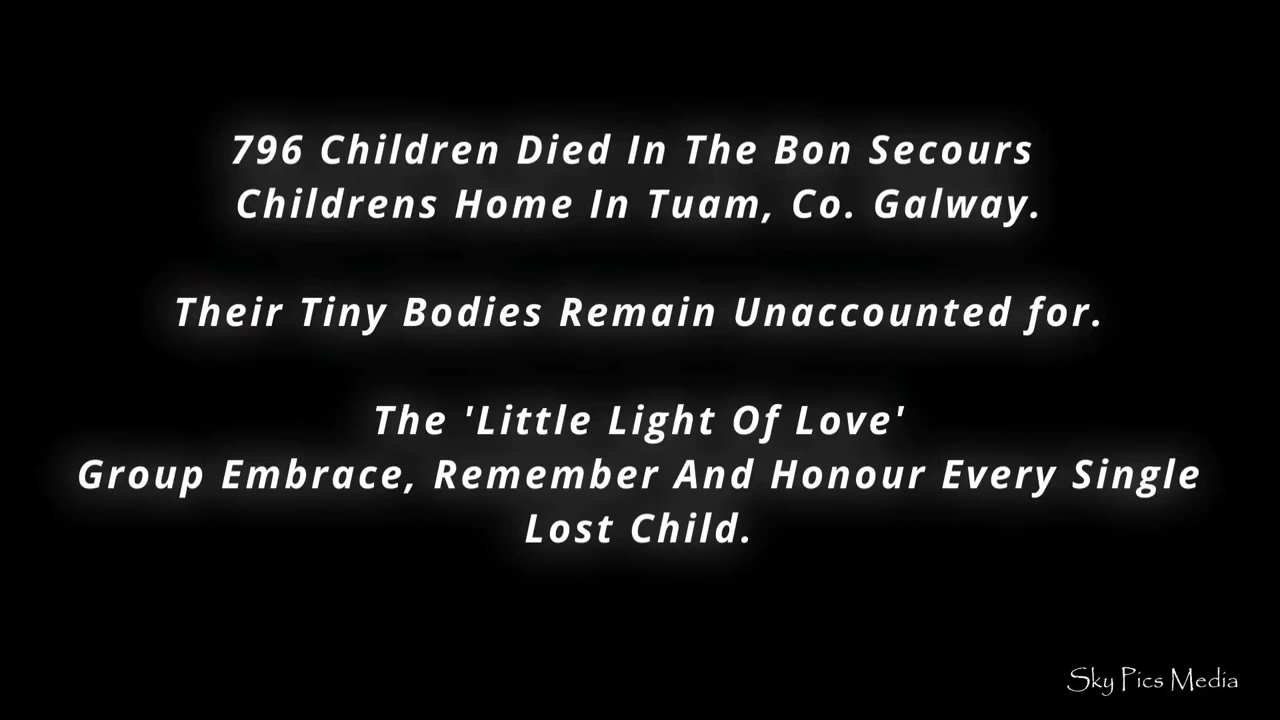 796 Children Died In The Bon Secours
Childrens Home In Tuam, Co. Galway.
Their Tiny Bodies Remain Unaccounted for.
The 'Little Light Of Love'
Group Embrace, Remember And Honour Every Single
Lost Child.
Sky Pics Media